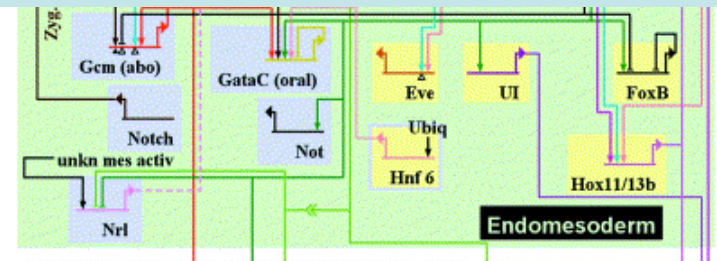 Zyg.
Gcm (abo)
GataC (oral)
Eve
UI
FoxB
Notch
Not
Ubiq
unkn mes activ
Hnf 6
Hox11/13b
Nrl
Endomesoderm